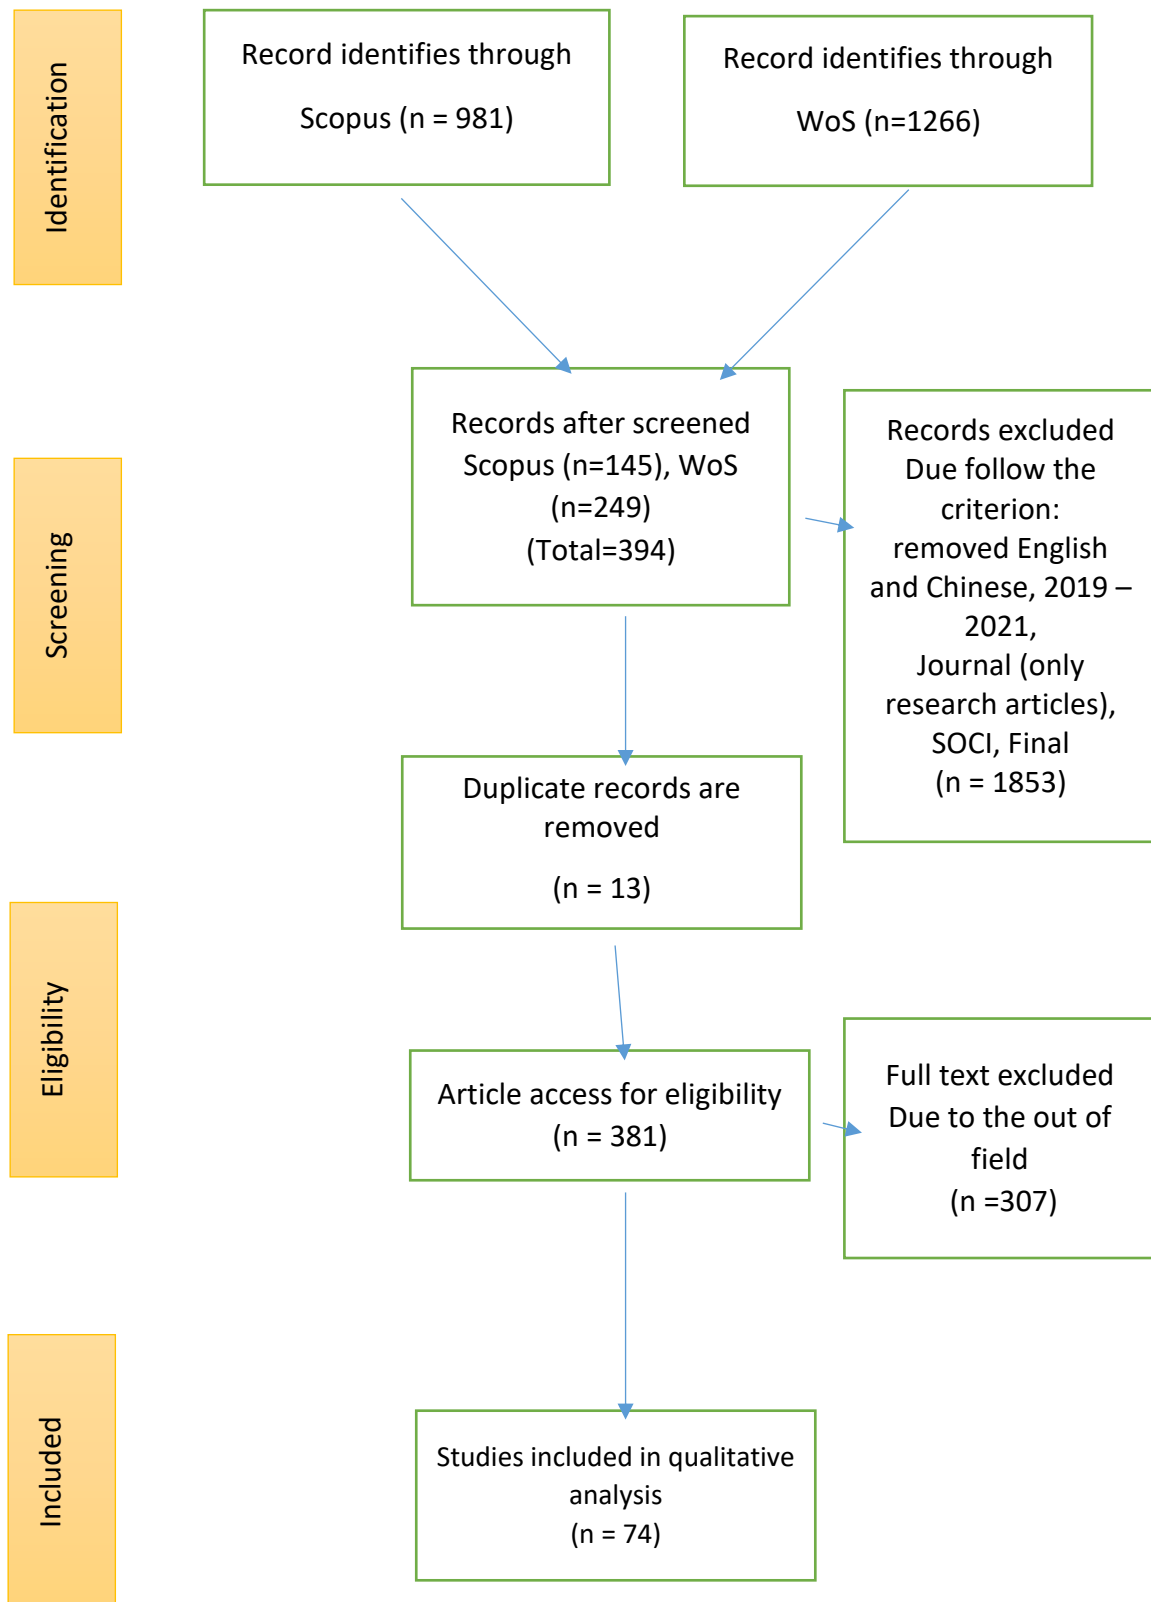 Identification
Record identifies through
Scopus (n = 981)
Record identifies through
WoS (n=1266)
Screening
Records after screened
Scopus (n=145), WoS
(n=249)
(Total=394)
Records excluded
Due follow the
criterion:
removed English
and Chinese, 2019 –
2021,
Journal (only
research articles),
SOCI, Final
(n = 1853)
Duplicate records are
removed
(n = 13)
Eligibility
Article access for eligibility
(n = 381)
Full text excluded
Due to the out of
field
(n =307)
Included
Studies included in qualitative
analysis
(n = 74)